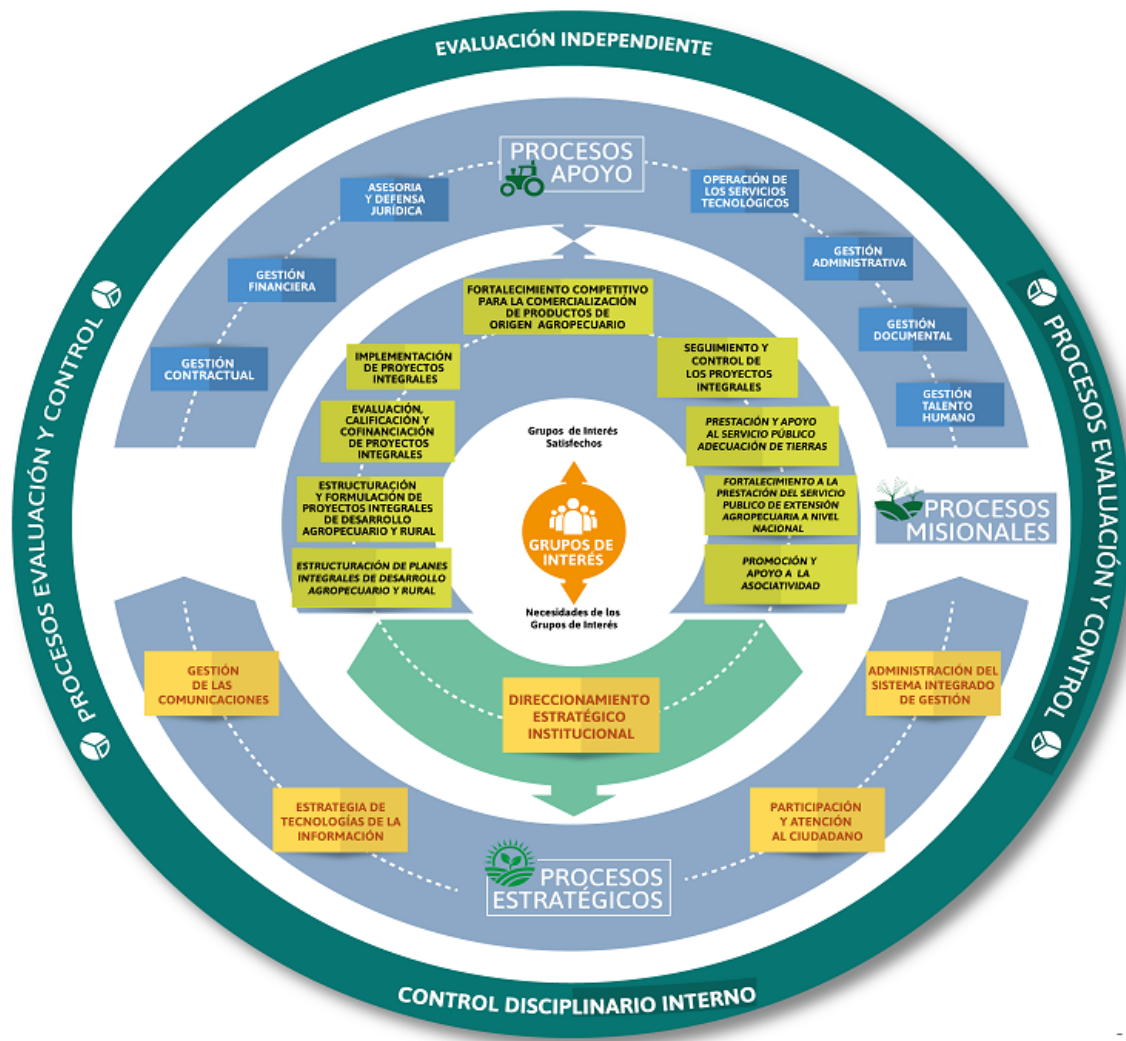 EVALUACIÓN INDEPENDIENTE
PROCESOS
APOYO
ASESORIA
Y DEFENSA
JURÍDICA
OPERACIÓN DE
LOS SERVICIOS
TECNOLÓGICOS
GESTIÓN
FINANCIERA
GESTIÓN
ADMINISTRATIVA
GESTIÓN
CONTRACTUAL
GESTIÓN
DOCUMENTAL
GESTIÓN
TALENTO
HUMANO
PROCESOS EVALUACIÓN Y CONTROL
PROCESOS EVALUACIÓN Y CONTROL
FORTALECIMIENTO COMPETITIVO
PARA LA COMERCIALIZACIÓN
DE PRODUCTOS DE
ORIGEN AGROPECUARIO
IMPLEMENTACIÓN
DE PROYECTOS
INTEGRALES
SEGUIMIENTO Y
CONTROL DE
LOS PROYECTOS
INTEGRALES
EVALUACIÓN,
CALIFICACIÓN Y
COFINANCIACIÓN
DE PROYECTOS
INTEGRALES
PRESTACIÓN Y APOYO
AL SERVICIO PÚBLICO
ADECUACIÓN DE TIERRAS
ESTRUCTURACIÓN
Y FORMULACIÓN DE
PROYECTOS INTEGRALES
DE DESARROLLO
AGROPECUARIO Y RURAL
FORTALECIMIENTO A LA
PRESTACIÓN DEL SERVICIO
PUBLICO DE EXTENSIÓN
AGROPECUARIA A NIVEL
NACIONAL
ESTRUCTURACIÓN DE PLANES
INTEGRALES DE DESARROLLO
AGROPECUARIO Y RURAL
PROMOCIÓN Y
APOYO A LA
ASOCIATIVIDAD
Grupos de Interés
Satisfechos
GRUPOS DE
INTERÉS
Necesidades de los
Grupos de Interés
PROCESOS
MISIONALES
GESTIÓN
DE LAS
COMUNICACIONES
DIRECCIONAMIENTO
ESTRATÉGICO
INSTITUCIONAL
ADMINISTRACIÓN DEL
SISTEMA INTEGRADO
DE GESTIÓN
ESTRATEGIA DE
TECNOLOGÍAS DE LA
INFORMACIÓN
PARTICIPACIÓN
Y ATENCIÓN
AL CIUDADANO
PROCESOS
ESTRATÉGICOS
CONTROL DISCIPLINARIO INTERNO